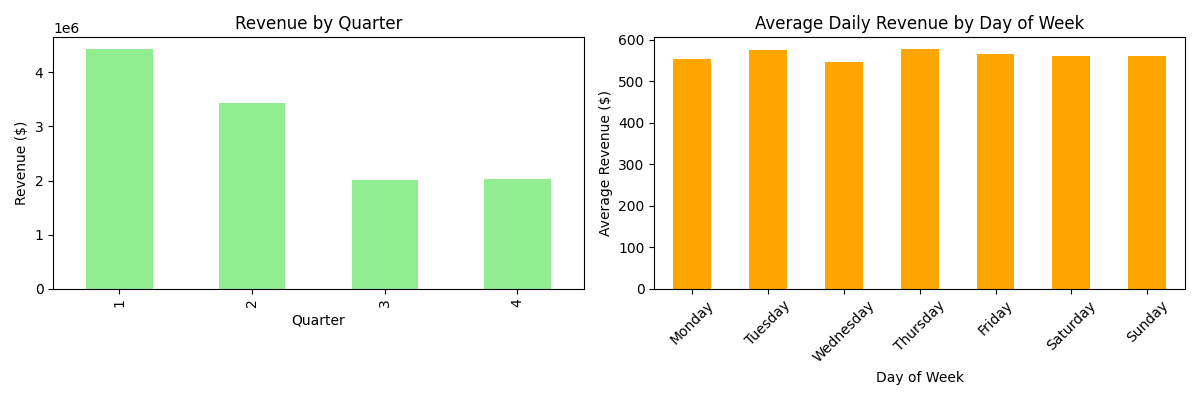 Revenue by Quarter
1e6
4
3
2
1
0
Revenue ($)
1
2
3
4
Quarter
Average Daily Revenue by Day of Week
600
500
400
300
200
100
0
Average Revenue ($)
Monday
Tuesday
Wednesday
Thursday
Friday
Saturday
Sunday
Day of Week